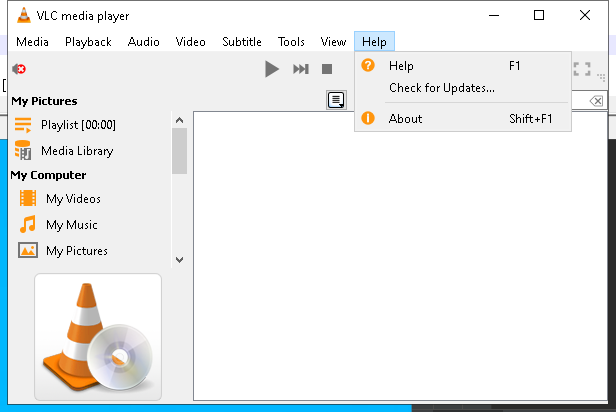 VLC media player
Media Playback Audio Video Subtitle Tools View Help
Help F1
Check for Updates...
About Shift+F1
My Pictures
Playlist [00:00]
Media Library
My Computer
My Videos
My Music
My Pictures